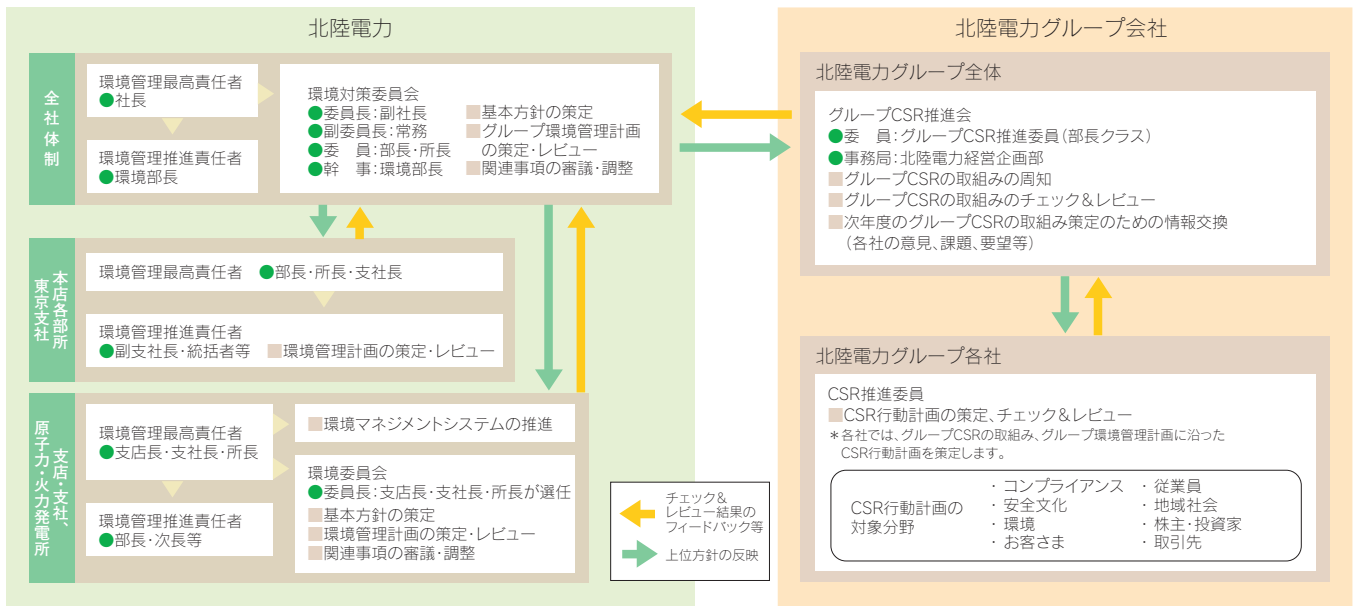 北陸電力
全社体制
環境管理最高責任者
●社長
環境管理推進責任者
●環境部長
環境対策委員会
●委員長：副社長
●副委員長：常務
●委　員：部長・所長
●幹　事：環境部長
■基本方針の策定
■グループ環境管理計画
の策定・レビュー
■関連事項の審議・調整
本店各部所
東京支社
環境管理最高責任者　●部長・所長・支社長
環境管理推進責任者
●副支社長・統括者等　■環境管理計画の策定・レビュー
支店・支社、
原子力・火力発電所
環境管理最高責任者
●支店長・支社長・所長
環境管理推進責任者
●部長・次長等
■環境マネジメントシステムの推進
環境委員会
●委員長：支店長・支社長・所長が選任
■基本方針の策定
■環境管理計画の策定・レビュー
■関連事項の審議・調整
チェック&
レビュー結果の
フィードバック等
上位方針の反映
北陸電力グループ会社
北陸電力グループ全体
グループCSR推進会
●委　員：グループCSR推進委員（部長クラス）
●事務局：北陸電力経営企画部
■グループCSRの取組みの周知
■グループCSRの取組みのチェック&レビュー
■次年度のグループCSRの取組み策定のための情報交換
（各社の意見、課題、要望等）
北陸電力グループ各社
CSR推進委員
■CSR行動計画の策定、チェック&レビュー
＊各社では、グループCSRの取組み、グループ環境管理計画に沿った
CSR行動計画を策定します。
CSR行動計画の
対象分野
・コンプライアンス
・安全文化
・環境
・お客さま
・従業員
・地域社会
・株主・投資家
・取引先